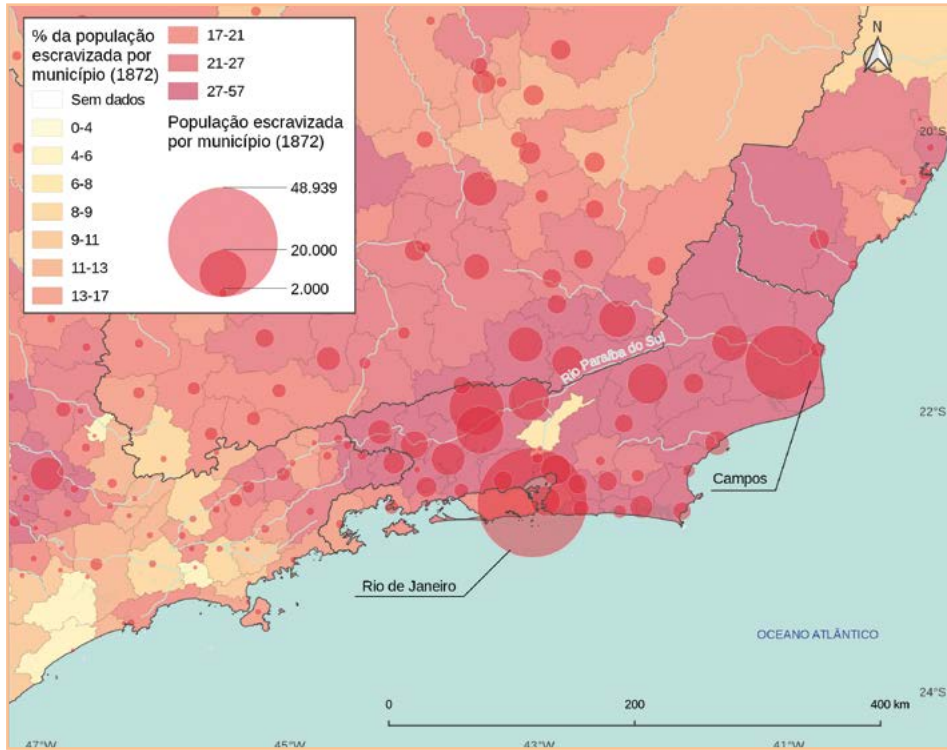 % da população
escravizada por
município (1872)
Sem dados
0-4
4-6
6-8
8-9
9-11
11-13
13-17
17-21
21-27
27-57
População escravizada
por município (1872)
48.939
20.000
2.000
N
20°S
Rio Paraíba do Sul
22°S
Campos
Rio de Janeiro
OCEANO ATLÂNTICO
24°S
0
200
400 km
47°W
45°W
43°W
41°W